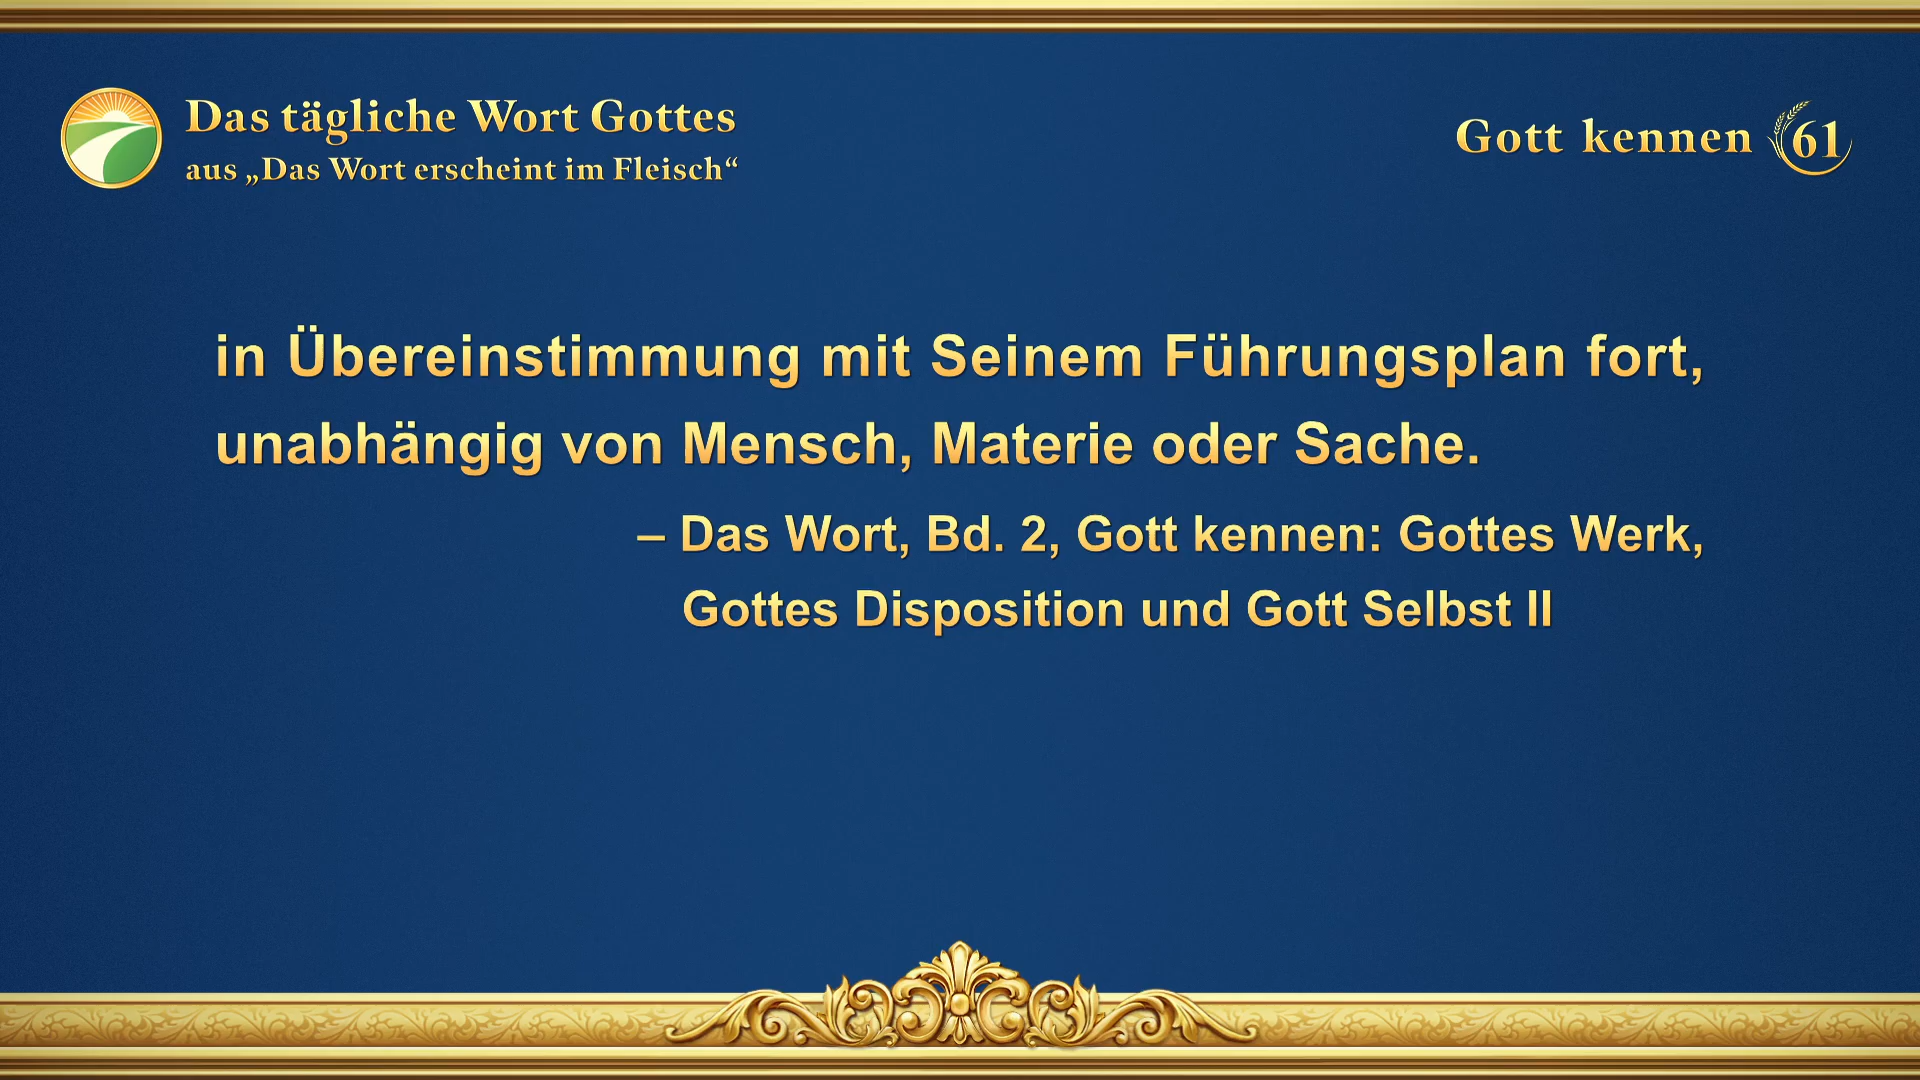 Das tägliche Wort Gottes
aus „Das Wort erscheint im Fleisch“
Gott kennen 61
in Übereinstimmung mit Seinem Führungsplan fort,
unabhängig von Mensch, Materie oder Sache.
– Das Wort, Bd. 2, Gott kennen: Gottes Werk,
Gottes Disposition und Gott Selbst II